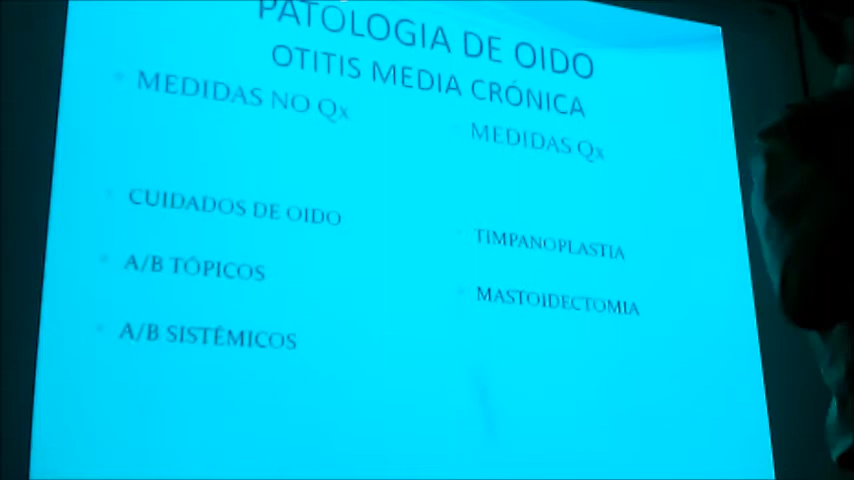 PATOLOGIA DE OIDO
OTITIS MEDIA CRÓNICA
MEDIDAS NO Qx
CUIDADOS DE OIDO
A/B TÓPICOS
A/B SISTÉMICOS
MEDIDAS Qx
TIMPANOPLASTIA
MASTOIDECTOMIA